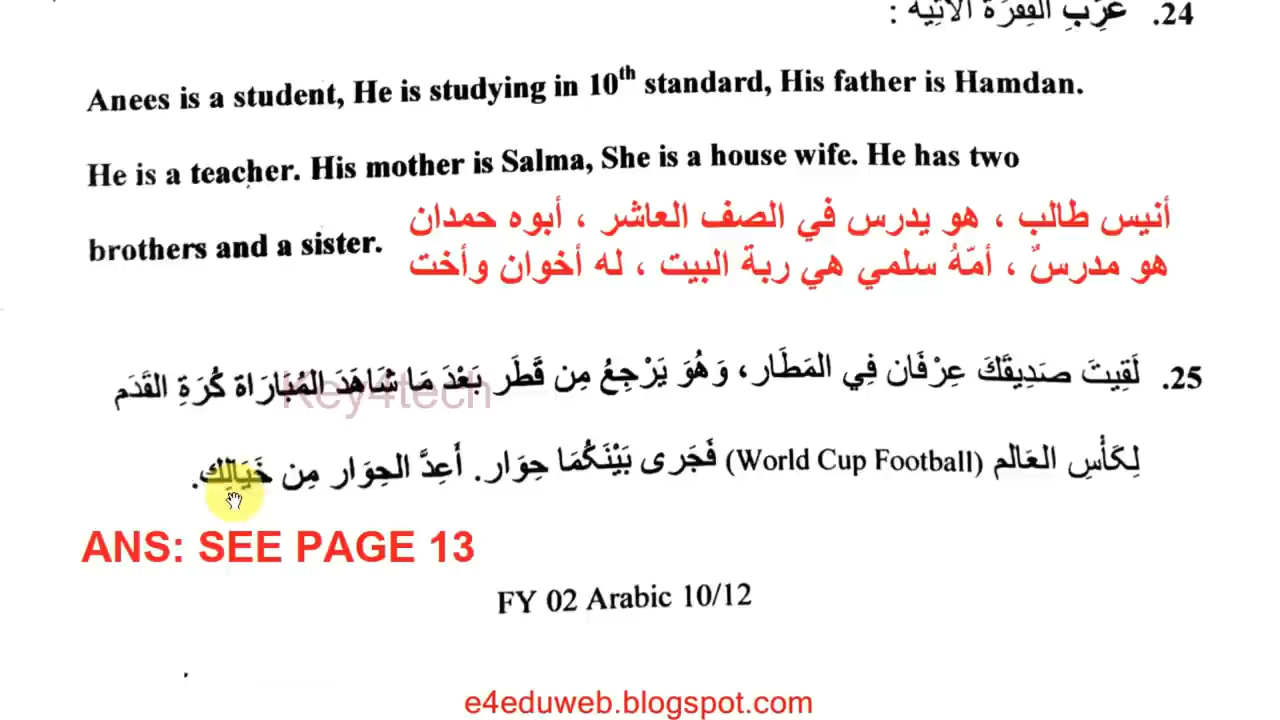 24. عَرِّبِ الفِقْرَةَ الآتِيَة :
Anees is a student, He is studying in 10th standard, His father is Hamdan.
He is a teacher. His mother is Salma, She is a house wife. He has two
brothers and a sister.
أنيس طالب ، هو يدرس في الصف العاشر ، أبوه حمدان
هو مدرسٌ ، أمّهُ سلمي هي ربة البيت ، له أخوان وأخت
25. لَقِيتَ صَدِيقَكَ عِرْفَان فِي المَطَار، وَهُوَ يَرْجِعُ مِن قَطَر بَعْدَ مَا شَاهَدَ المُبَارَاة كُرَةِ القَدَم
Key4tech
لِكَأْسِ العَالم (World Cup Football) فَجَرى بَيْنَكُمَا حِوَار. أَعِدَّ الحِوَار مِن خَيَالِك.
ANS: SEE PAGE 13
FY 02 Arabic 10/12
e4eduweb.blogspot.com